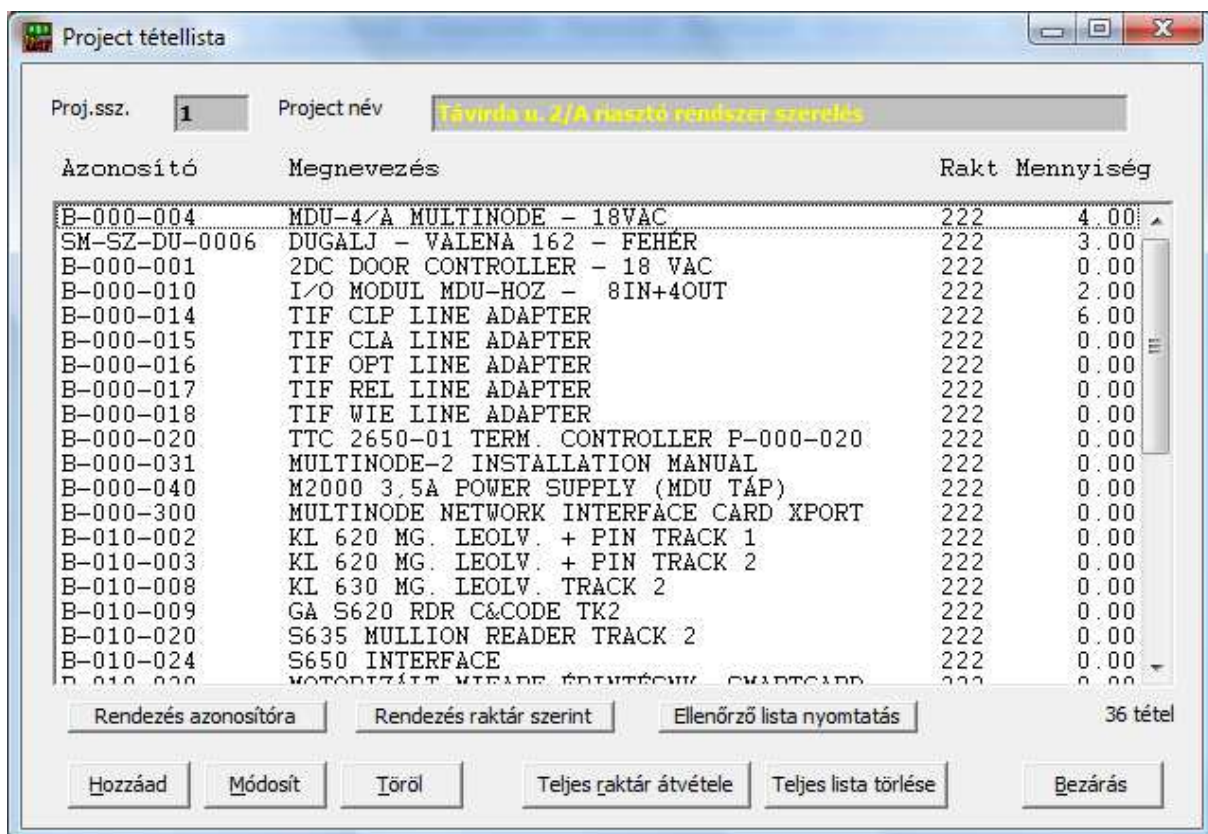 Project tétellista
Proj.ssz. 1 Project név Távirda u. 2/A riasztó rendszer szerelés
Azonosító Megnevezés Rakt Mennyiség
B-000-004 MDU-4/A MULTINODE - 18VAC 222 4.00
SM-SZ-DU-0006 DUGALJ - VALENA 162 - FEHÉR 222 3.00
B-000-001 2DC DOOR CONTROLLER - 18 VAC 222 0.00
B-000-010 I/O MODUL MDU-HOZ - 8IN+4OUT 222 2.00
B-000-014 TIF CLP LINE ADAPTER 222 6.00
B-000-015 TIF CLA LINE ADAPTER 222 0.00
B-000-016 TIF OPT LINE ADAPTER 222 0.00
B-000-017 TIF REL LINE ADAPTER 222 0.00
B-000-018 TIF WIE LINE ADAPTER 222 0.00
B-000-020 TTC 2650-01 TERM. CONTROLLER P-000-020 222 0.00
B-000-031 MULTINODE-2 INSTALLATION MANUAL 222 0.00
B-000-040 M2000 3,5A POWER SUPPLY (MDU TÁP) 222 0.00
B-000-300 MULTINODE NETWORK INTERFACE CARD XPORT 222 0.00
B-010-002 KL 620 MG. LEOLV. + PIN TRACK 1 222 0.00
B-010-003 KL 620 MG. LEOLV. + PIN TRACK 2 222 0.00
B-010-008 KL 630 MG. LEOLV. TRACK 2 222 0.00
B-010-009 GA S620 RDR C&CODE TK2 222 0.00
B-010-020 S635 MULLION READER TRACK 2 222 0.00
B-010-024 S650 INTERFACE 222 0.00
Rendezés azonosítóra Rendezés raktár szerint Ellenőrző lista nyomtatás 36 tétel
Hozzáad Módosít Töröl Teljes raktár átvétele Teljes lista törlése Bezárás